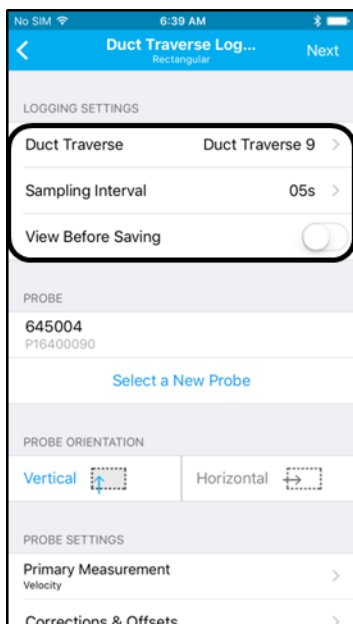 No SIM 6:39 AM
Duct Traverse Log... Next
Rectangular
LOGGING SETTINGS
Duct Traverse Duct Traverse 9
Sampling Interval 05s
View Before Saving
PROBE
645004
P16400090
Select a New Probe
PROBE ORIENTATION
Vertical Horizontal
PROBE SETTINGS
Primary Measurement
Velocity
Corrections & Offsets